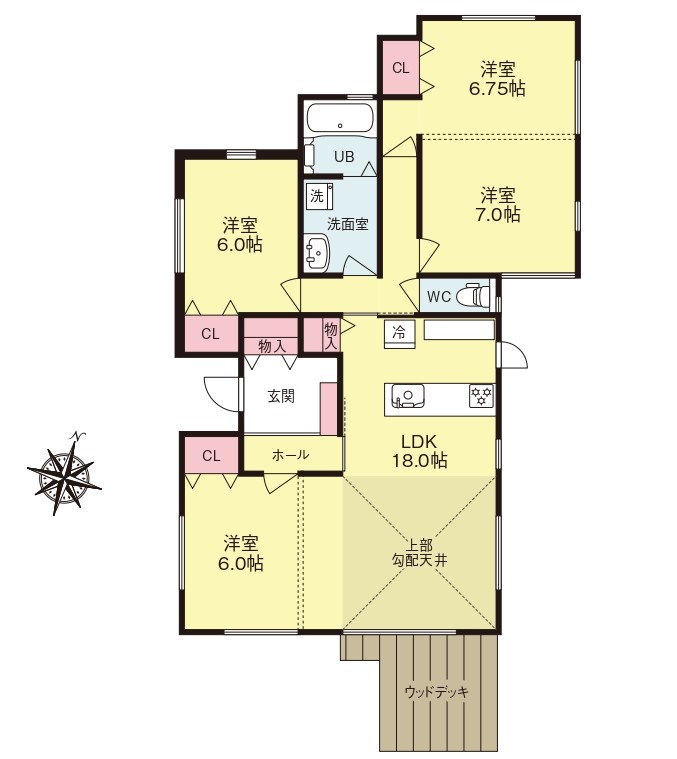 CL
洋室
6.75帖
UB
洋室
7.0帖
洗
洗面室
洋室
6.0帖
WC
CL
物入
物入
冷
玄関
LDK
18.0帖
CL
ホール
N
洋室
6.0帖
上部
勾配天井
ウッドデッキ